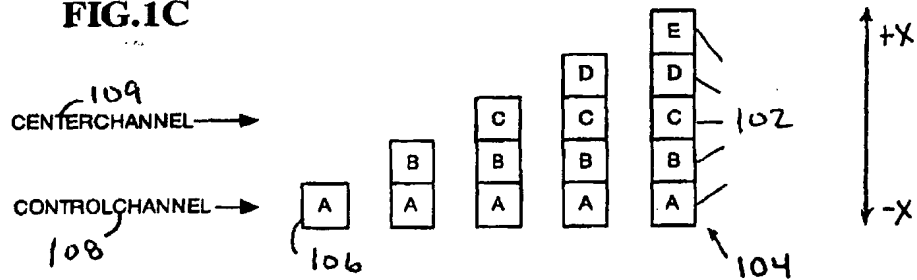 FIG.1C
E
+X
D D
109
CENTERCHANNEL
C C C
102
B B B B
CONTROLCHANNEL
A A A A A
-X
108
106
104